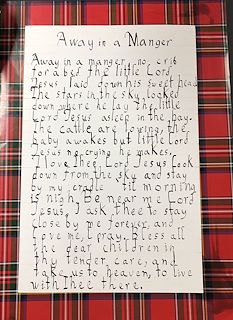 Away in a Manger
Away in a manger, no crib
for a bed the little Lord
Jesus laid down his sweet head
The stars in the sky looked
down where he lay the little
Lord Jesus asleep in the hay.
The cattle are lowing, the
baby awakes but little Lord
Jesus no crying he makes,
I love Thee, Lord Jesus look
down from the sky and stay
by my cradle til morning
is nigh. Be near me Lord
Jesus, I ask thee to stay
close by me forever, and
love me, I pray. bless all
the dear children in
thy tender care, and
take us to heaven, to live
with Thee there.